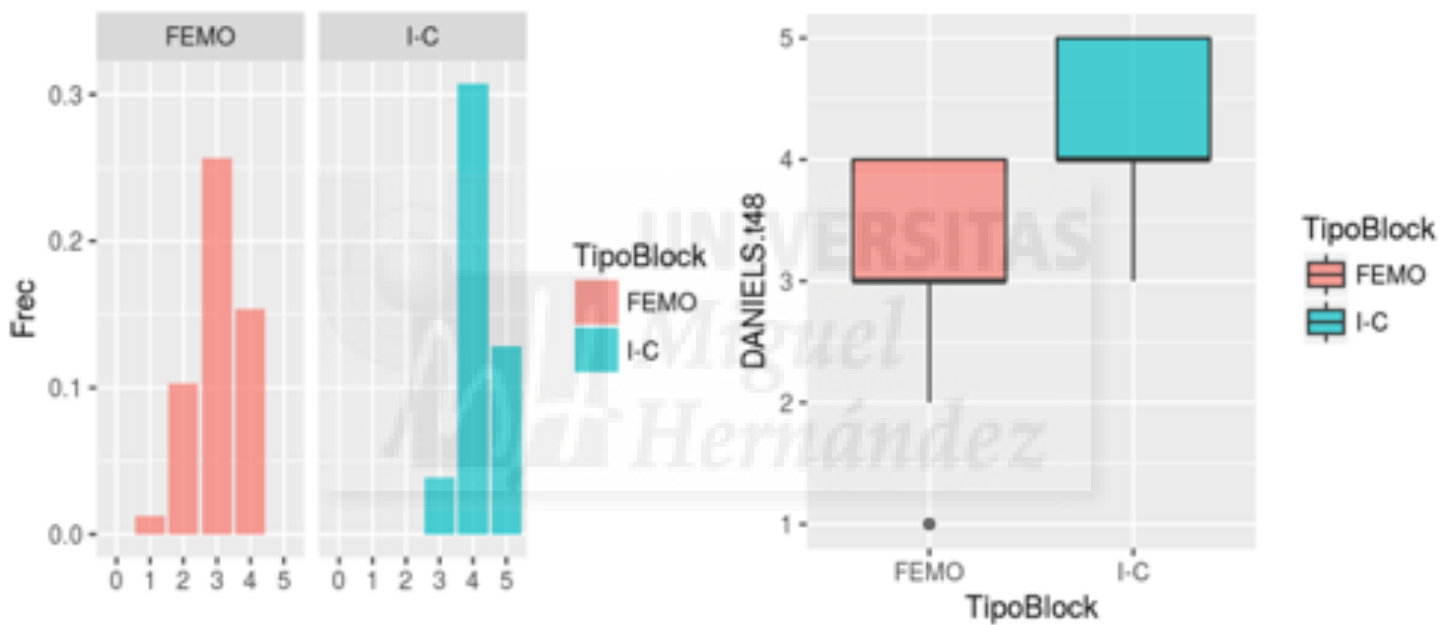 FEMO I-C
0.3
0.2
0.1
0.0
Frec
0 1 2 3 4 5 0 1 2 3 4 5
TipoBlock
FEMO
I-C
DANIELS.t48
5
4
3
2
1
FEMO I-C
TipoBlock
TipoBlock
FEMO
I-C
UNIVERSITAS
Miguel
Hernández